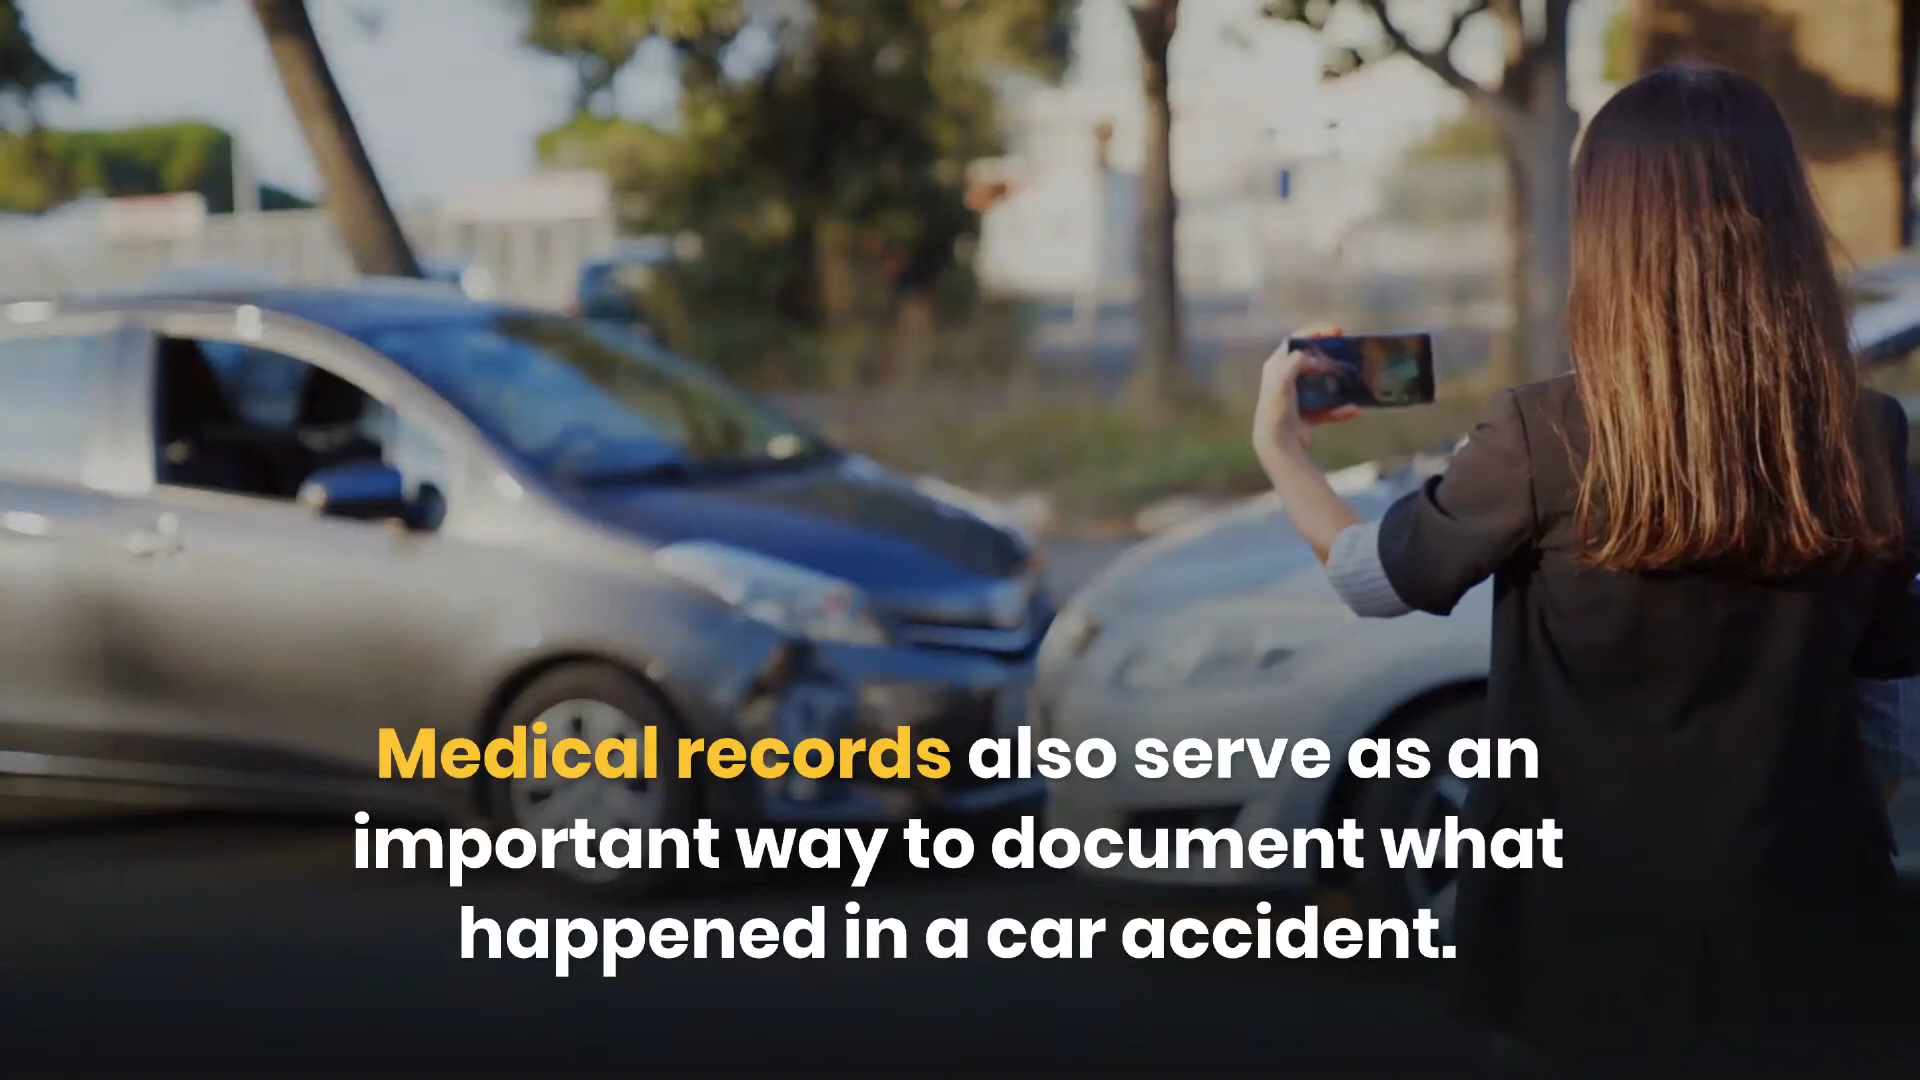 Medical records also serve as an
important way to document what
happened in a car accident.